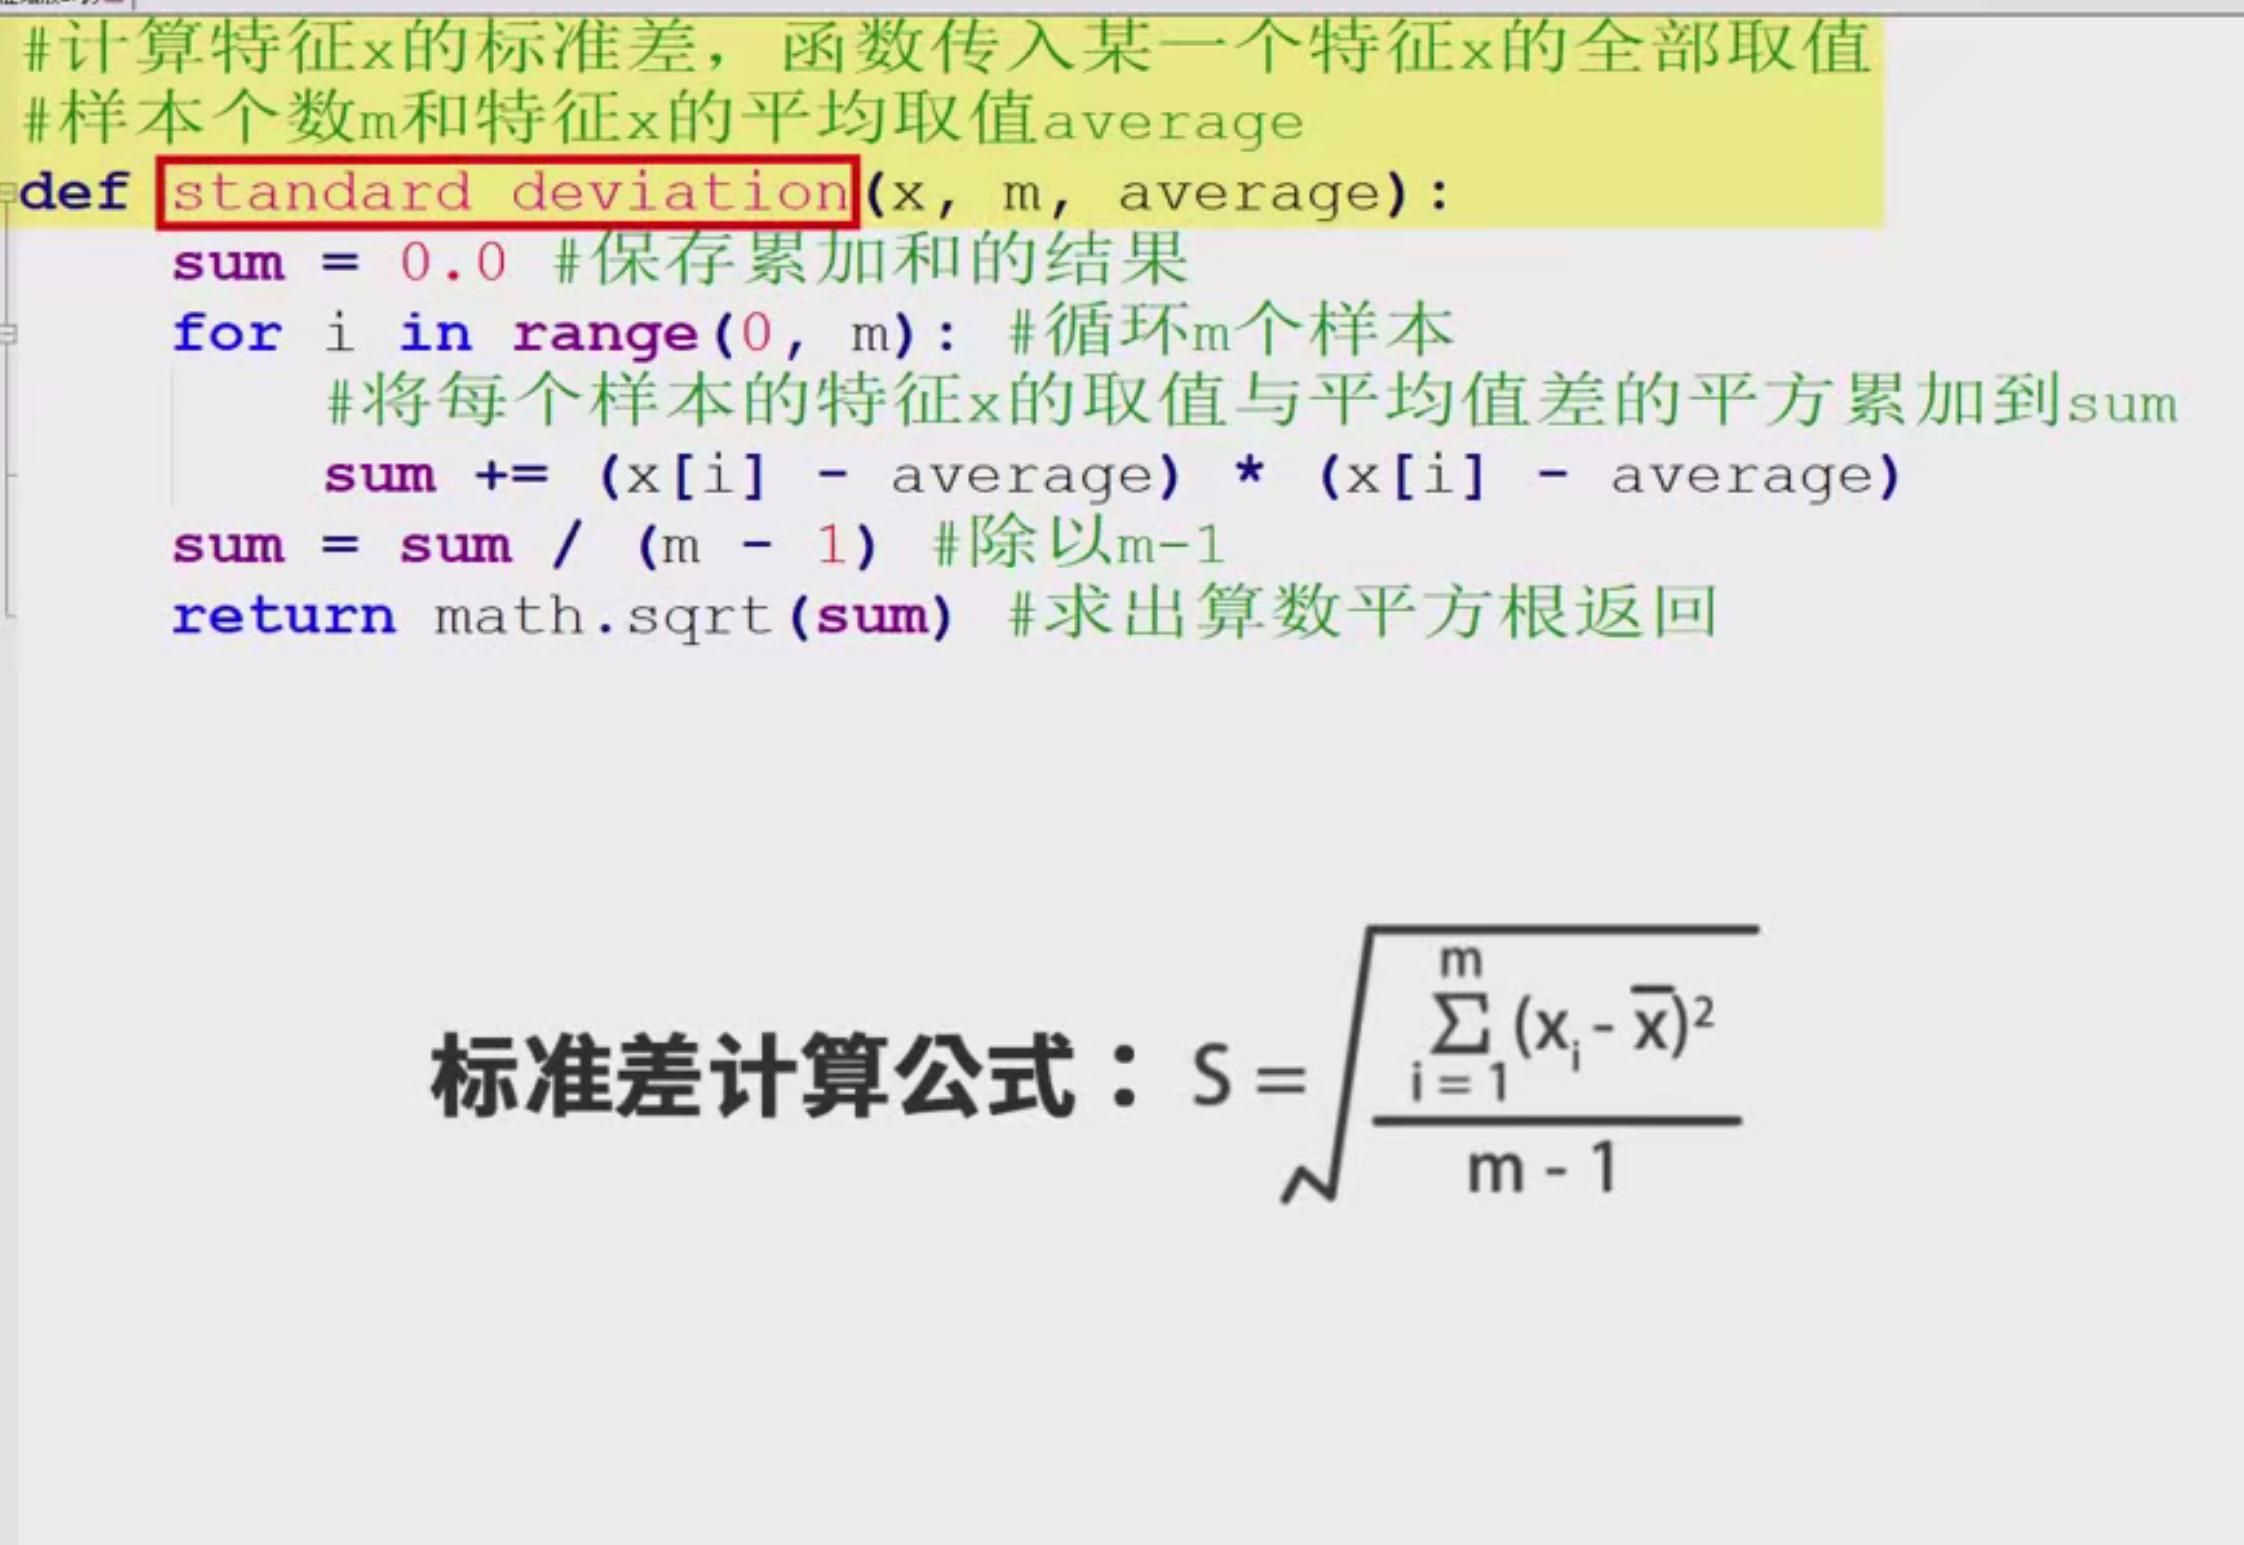 #计算特征x的标准差，函数传入某一个特征x的全部取值
#样本个数m和特征x的平均取值average
def standard deviation(x, m, average):
sum = 0.0 #保存累加和的结果
for i in range(0, m): #循环m个样本
#将每个样本的特征x的取值与平均值差的平方累加到sum
sum += (x[i] - average) * (x[i] - average)
sum = sum / (m - 1) #除以m-1
return math.sqrt(sum) #求出算数平方根返回
标准差计算公式：S = √(m Σ i = 1 (xᵢ - x̅)² / m - 1)